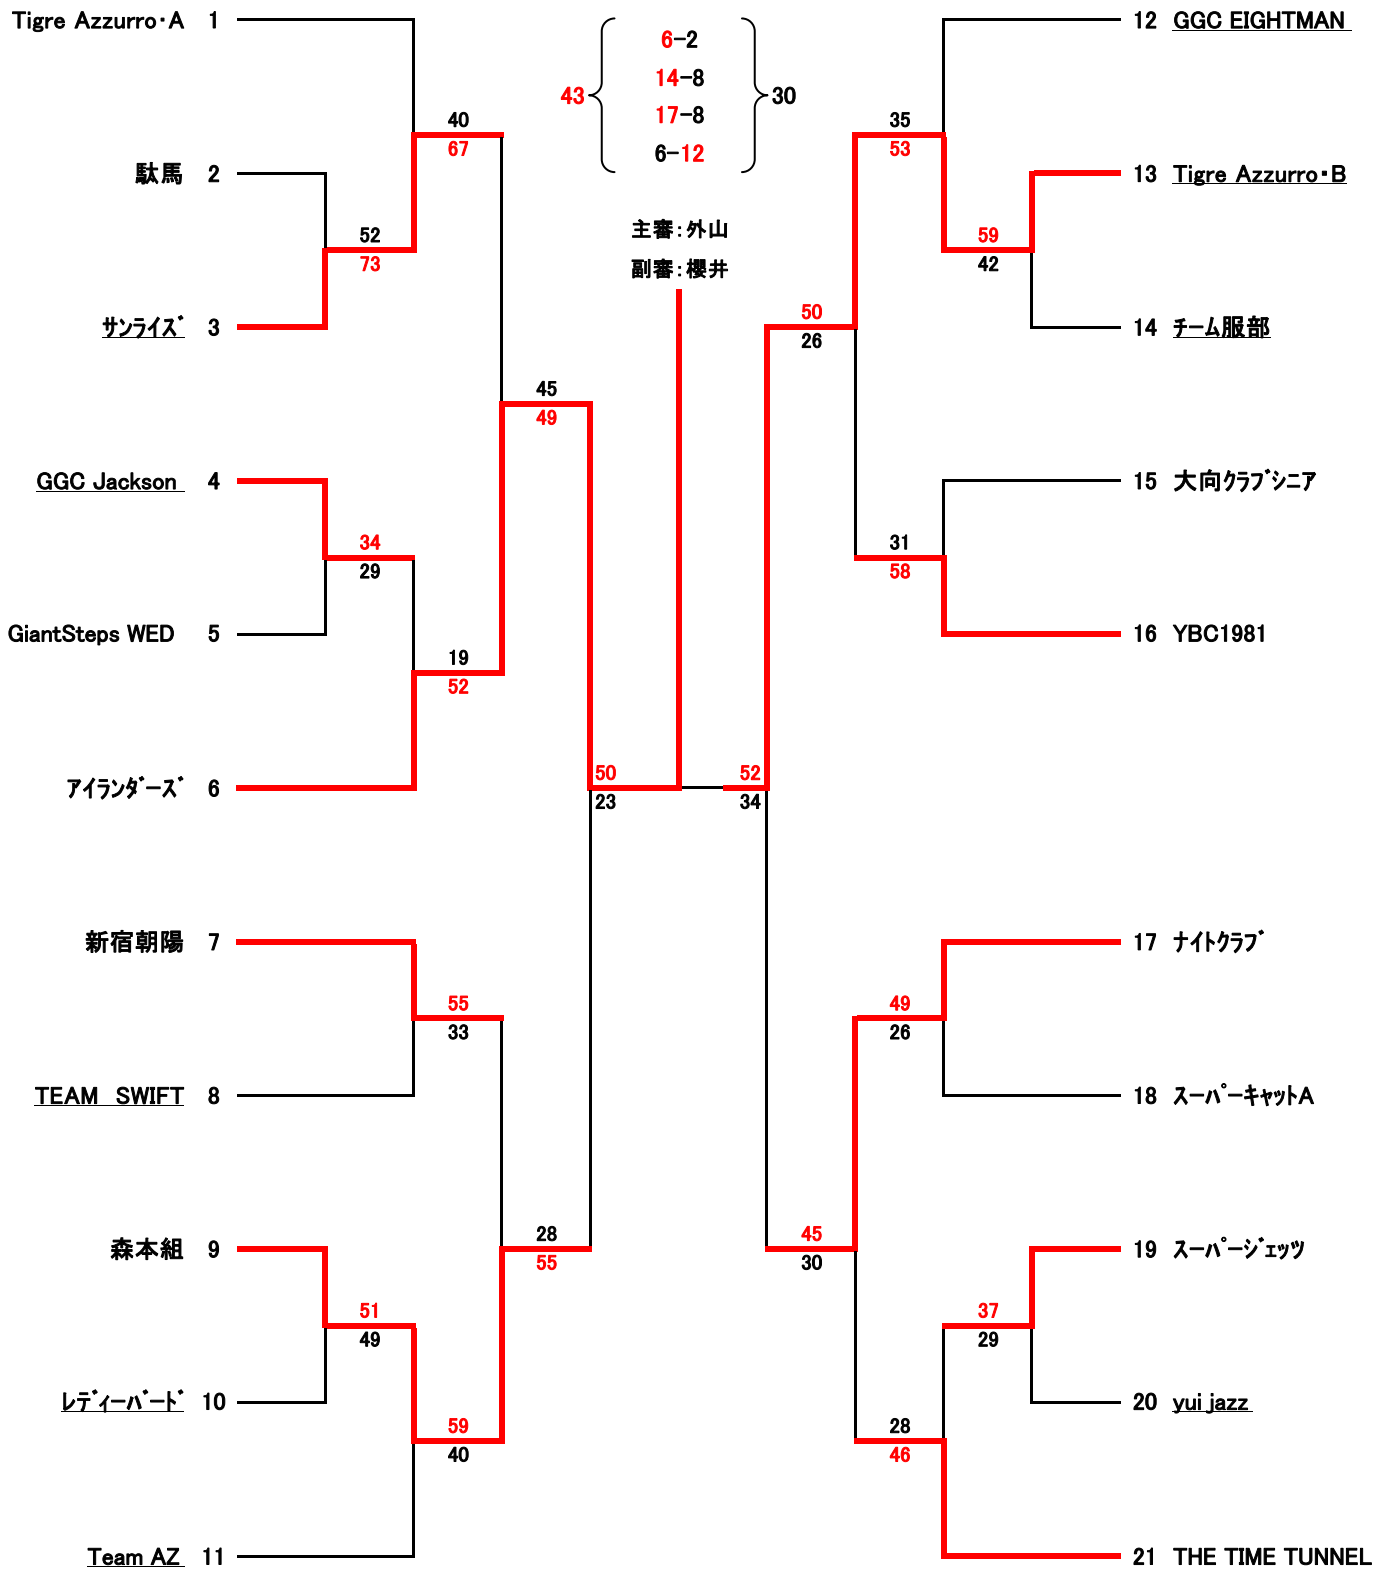 Tigre Azzurro・A 1
駄馬 2
サンライズ 3
GGC Jackson 4
GiantSteps WED 5
アイランダーズ 6
新宿朝陽 7
TEAM　SWIFT 8
森本組 9
レディーバード 10
Team AZ 11
40
67
52
73
45
49
34
29
19
52
50
23
55
33
28
55
51
49
59
40
6-2
14-8
43
17-8
30
6-12
主審：外山
副審：櫻井
35
53
59
42
50
26
31
58
52
34
49
26
45
30
37
29
28
46
12 GGC EIGHTMAN
13 Tigre Azzurro・B
14 チーム服部
15 大向クラブシニア
16 YBC1981
17 ナイトクラブ
18 スーパーキャットA
19 スーパージェッツ
20 yui jazz
21 THE TIME TUNNEL